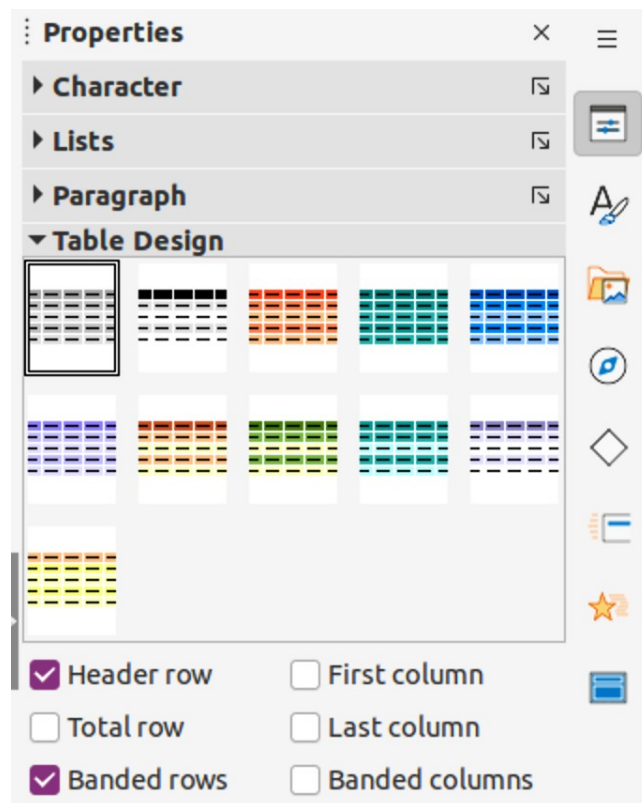 Properties
Character
Lists
Paragraph
Table Design
Header row
First column
Total row
Last column
Banded rows
Banded columns